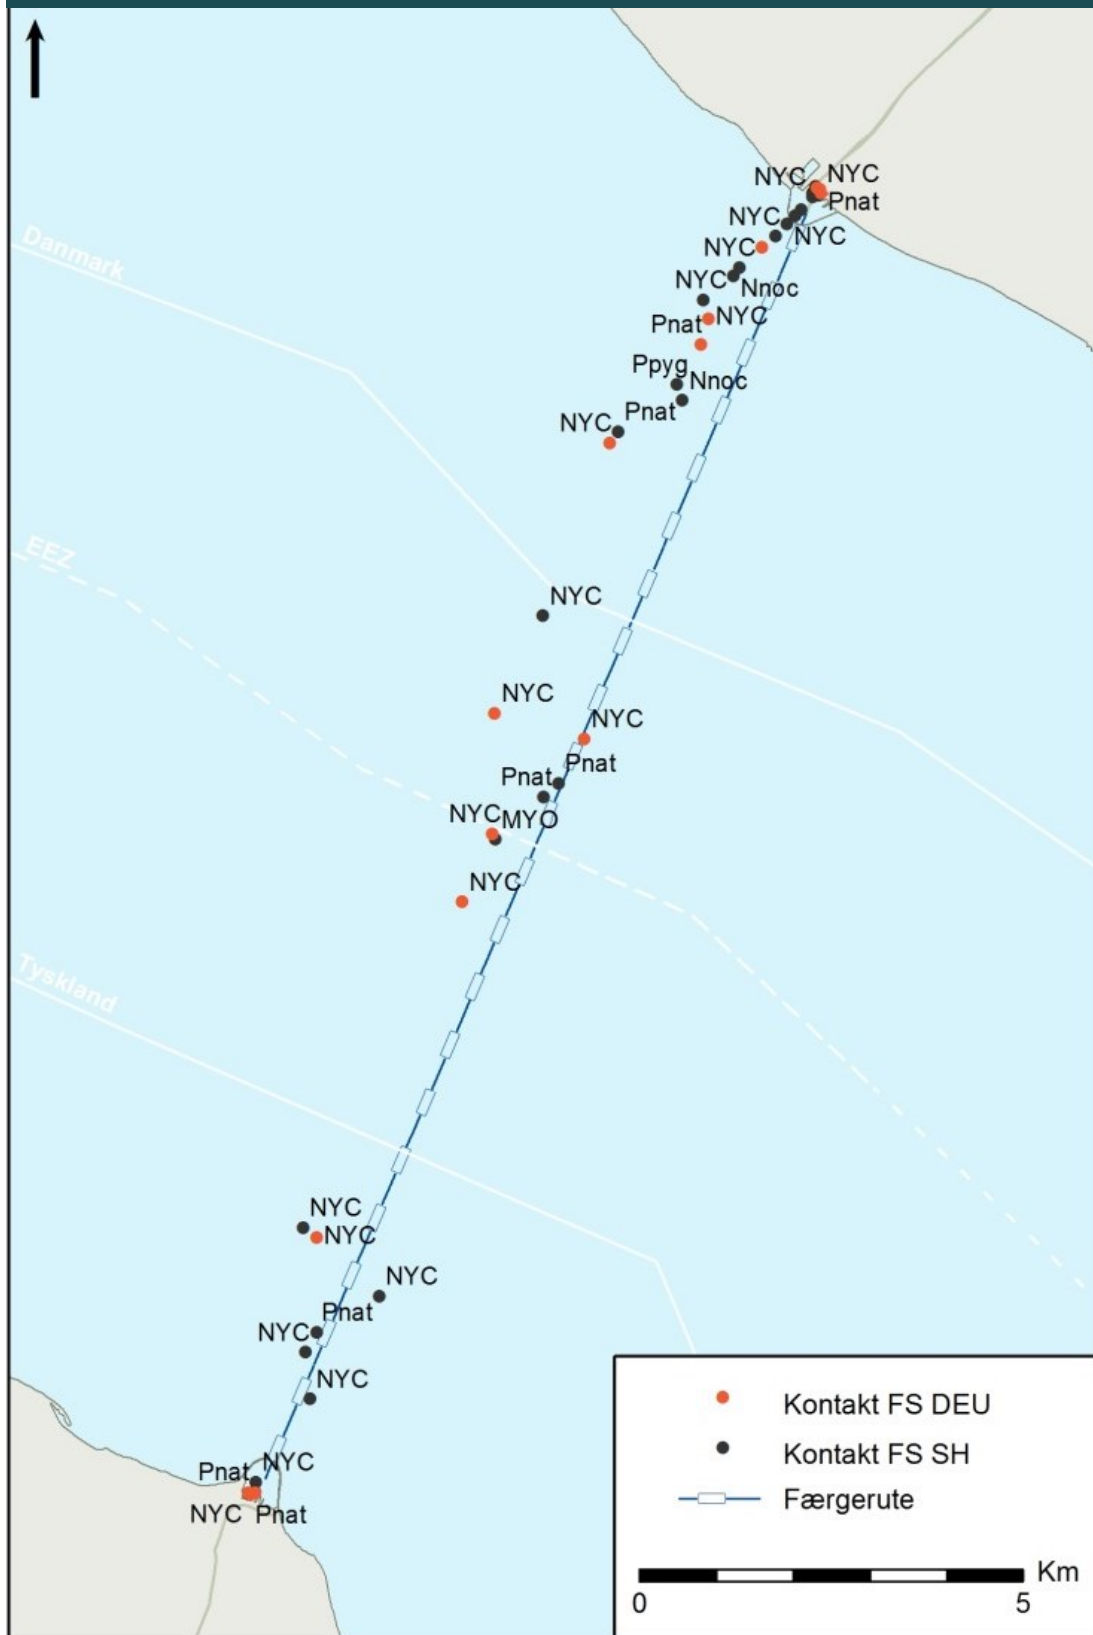 NYC
NYC
Pnat
NYC
NYC
NYC
Danmark
NYC
Nnoc
NYC
Pnat
Ppyg
Nnoc
Pnat
NYC
EEZ
NYC
NYC
NYC
Pnat
Pnat
NYC
MYO
NYC
Tyskland
NYC
NYC
NYC
Pnat
NYC
NYC
NYC
Pnat
NYC
Pnat
Kontakt FS DEU
Kontakt FS SH
Færgerute
Km
0
5